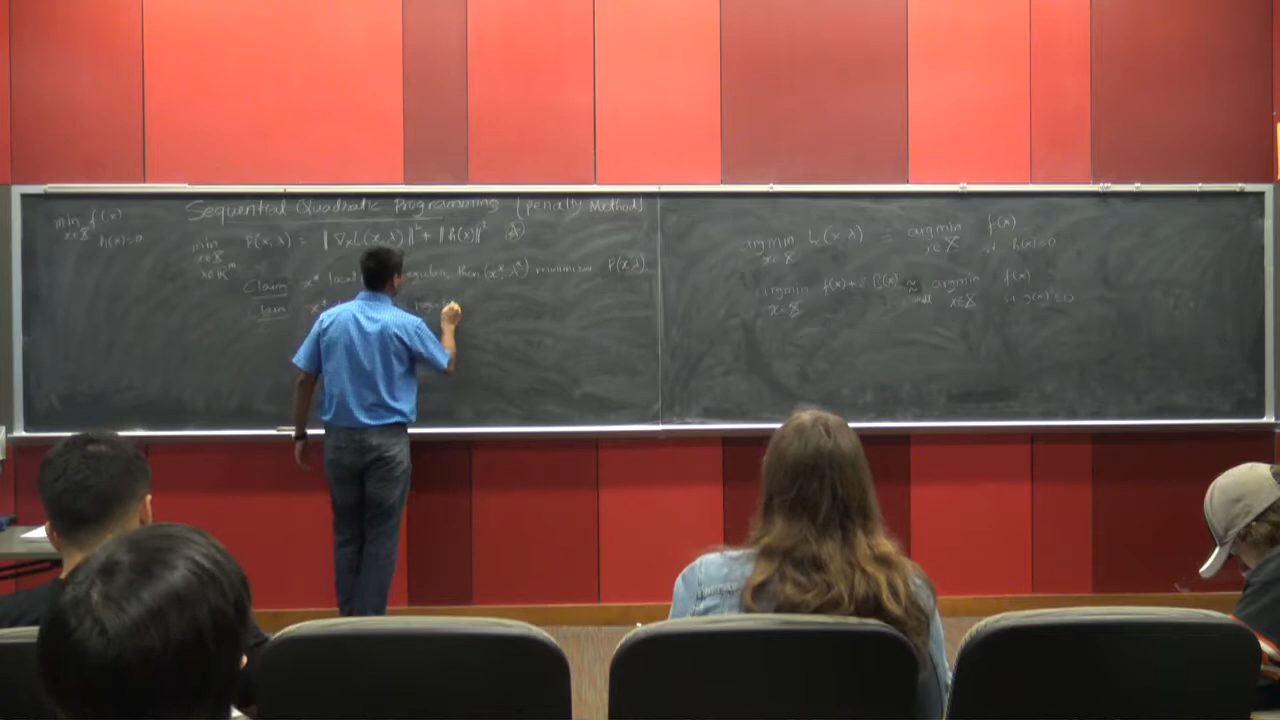 Sequential Quadratic Programming [Penalty Method]
min f(x)
x∈X
h(x)=0
min P(x,λ) = ‖∇ₓL(x,λ)‖² + ‖h(x)‖² (A)
x∈X
λ∈ℝᵐ
Claim x* local regular, then (x*, λ*) minimizes P(x,λ)
Claim x*
argmin L_c(x,λ) = argmin f(x)
x∈X x∈X st h(x)=0
argmin f(x)+ε B(x) ≈ argmin f(x)
x∈X x∈X st g(x)≤0